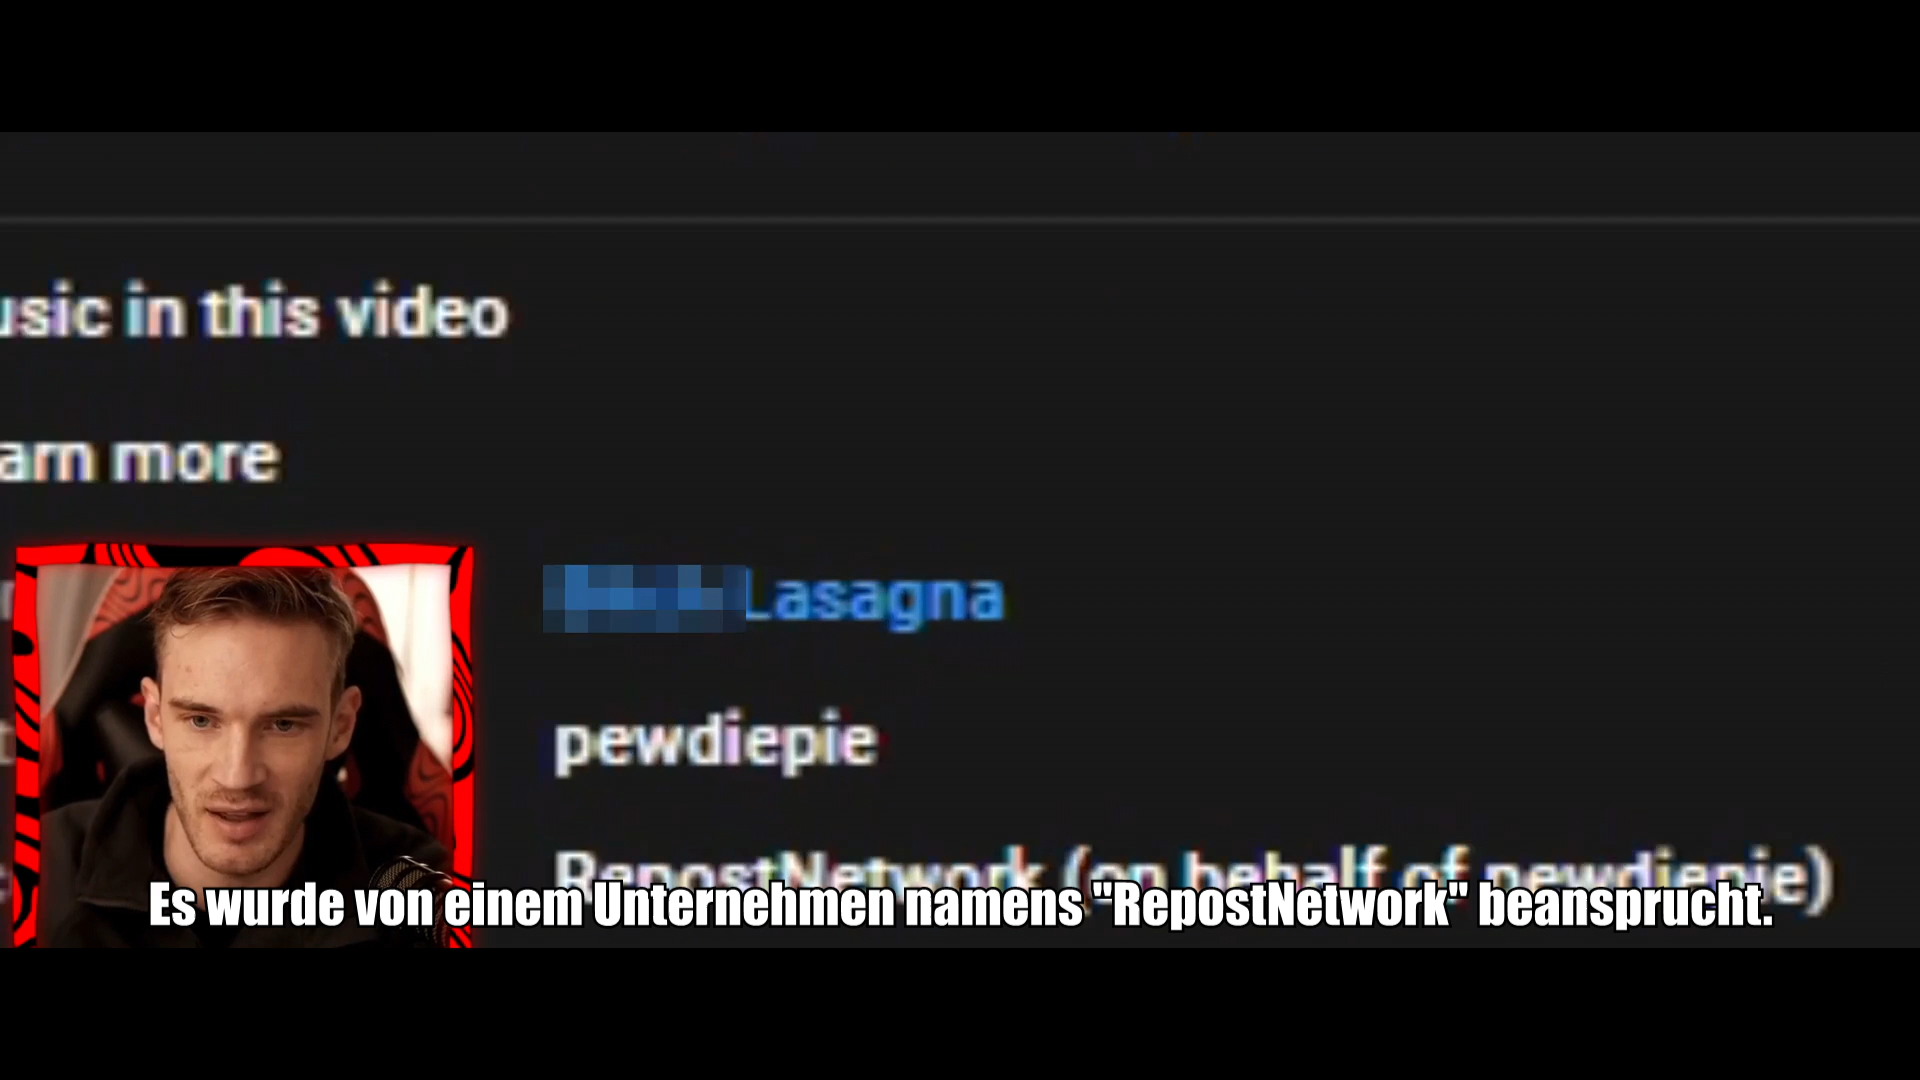 usic in this video
arn more
Lasagna
pewdiepie
RepostNetwork (on behalf of pewdiepie)
Es wurde von einem Unternehmen namens "RepostNetwork" beansprucht.